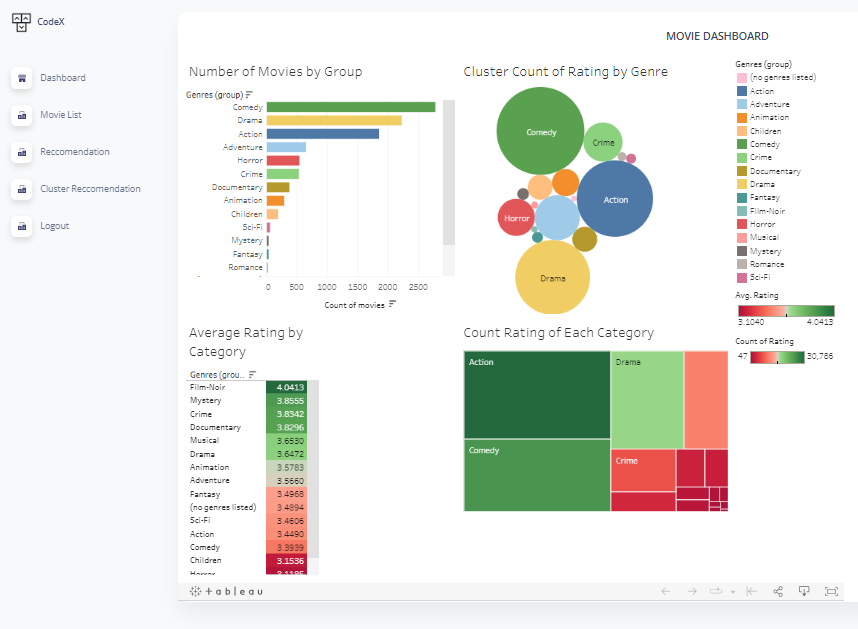 CodeX
Dashboard
Movie List
Reccomendation
Cluster Reccomendation
Logout
MOVIE DASHBOARD
Number of Movies by Group
Genres (group)
Comedy
Drama
Action
Adventure
Horror
Crime
Documentary
Animation
Children
Sci-Fi
Mystery
Fantasy
Romance
0 500 1000 1500 2000 2500
Count of movies
Cluster Count of Rating by Genre
Comedy
Crime
Action
Horror
Drama
Genres (group)
(no genres listed)
Action
Adventure
Animation
Children
Comedy
Crime
Documentary
Drama
Fantasy
Film-Noir
Horror
Musical
Mystery
Romance
Sci-Fi
Avg. Rating
3.1040 4.0413
Count of Rating
47 30,786
Average Rating by
Category
Genres (grou..
Film-Noir 4.0413
Mystery 3.8555
Crime 3.8342
Documentary 3.8296
Musical 3.6530
Drama 3.6472
Animation 3.5783
Adventure 3.5660
Fantasy 3.4968
(no genres listed) 3.4894
Sci-Fi 3.4606
Action 3.4490
Comedy 3.3939
Children 3.1536
Horror
Count Rating of Each Category
Action
Drama
Comedy
Crime
+ableau